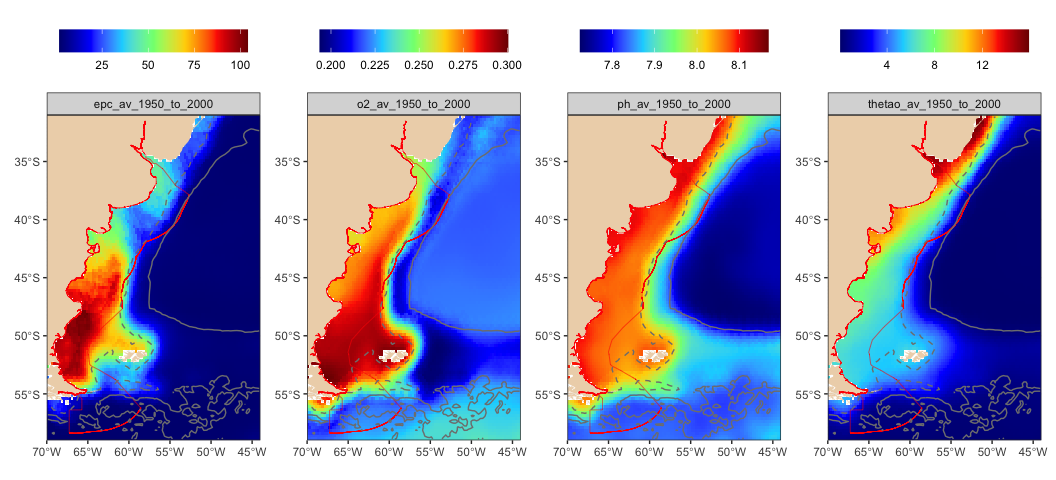 25 50 75 100
0.200 0.225 0.250 0.275 0.300
7.8 7.9 8.0 8.1
4 8 12
epc_av_1950_to_2000
o2_av_1950_to_2000
ph_av_1950_to_2000
thetao_av_1950_to_2000
35°S
40°S
45°S
50°S
55°S
70°W 65°W 60°W 55°W 50°W 45°W
35°S
40°S
45°S
50°S
55°S
70°W 65°W 60°W 55°W 50°W 45°W
35°S
40°S
45°S
50°S
55°S
70°W 65°W 60°W 55°W 50°W 45°W
35°S
40°S
45°S
50°S
55°S
70°W 65°W 60°W 55°W 50°W 45°W